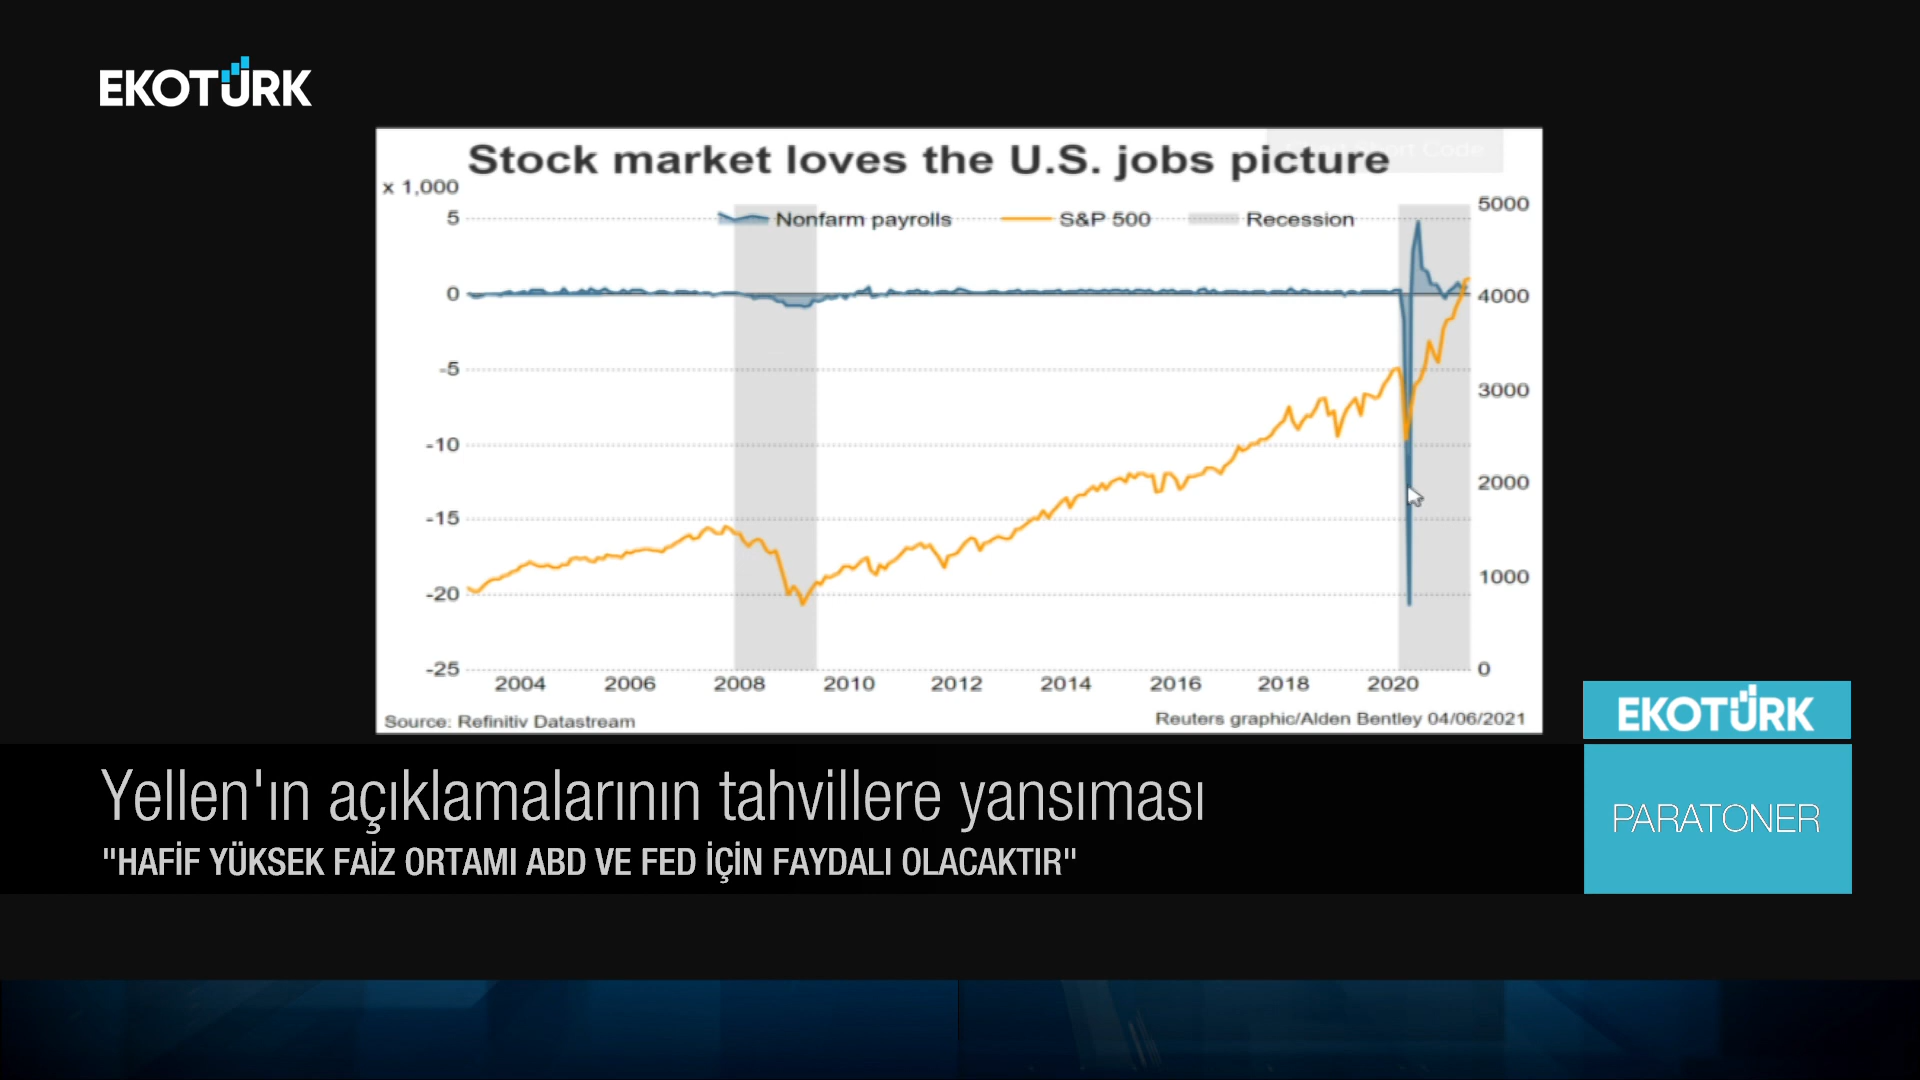 EKOTÜRK
Stock market loves the U.S. jobs picture
x 1,000
Nonfarm payrolls
S&P 500
Recession
5
0
-5
-10
-15
-20
-25
5000
4000
3000
2000
1000
0
2004 2006 2008 2010 2012 2014 2016 2018 2020
Source: Refinitiv Datastream
Reuters graphic/Alden Bentley 04/06/2021
EKOTÜRK
PARATONER
Yellen'ın açıklamalarının tahvillere yansıması
"HAFİF YÜKSEK FAİZ ORTAMI ABD VE FED İÇİN FAYDALI OLACAKTIR"